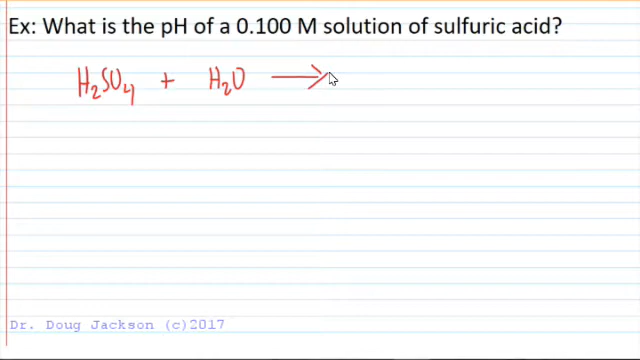 Ex: What is the pH of a 0.100 M solution of sulfuric acid?
H₂SO₄ + H₂O →
Dr. Doug Jackson (c)2017